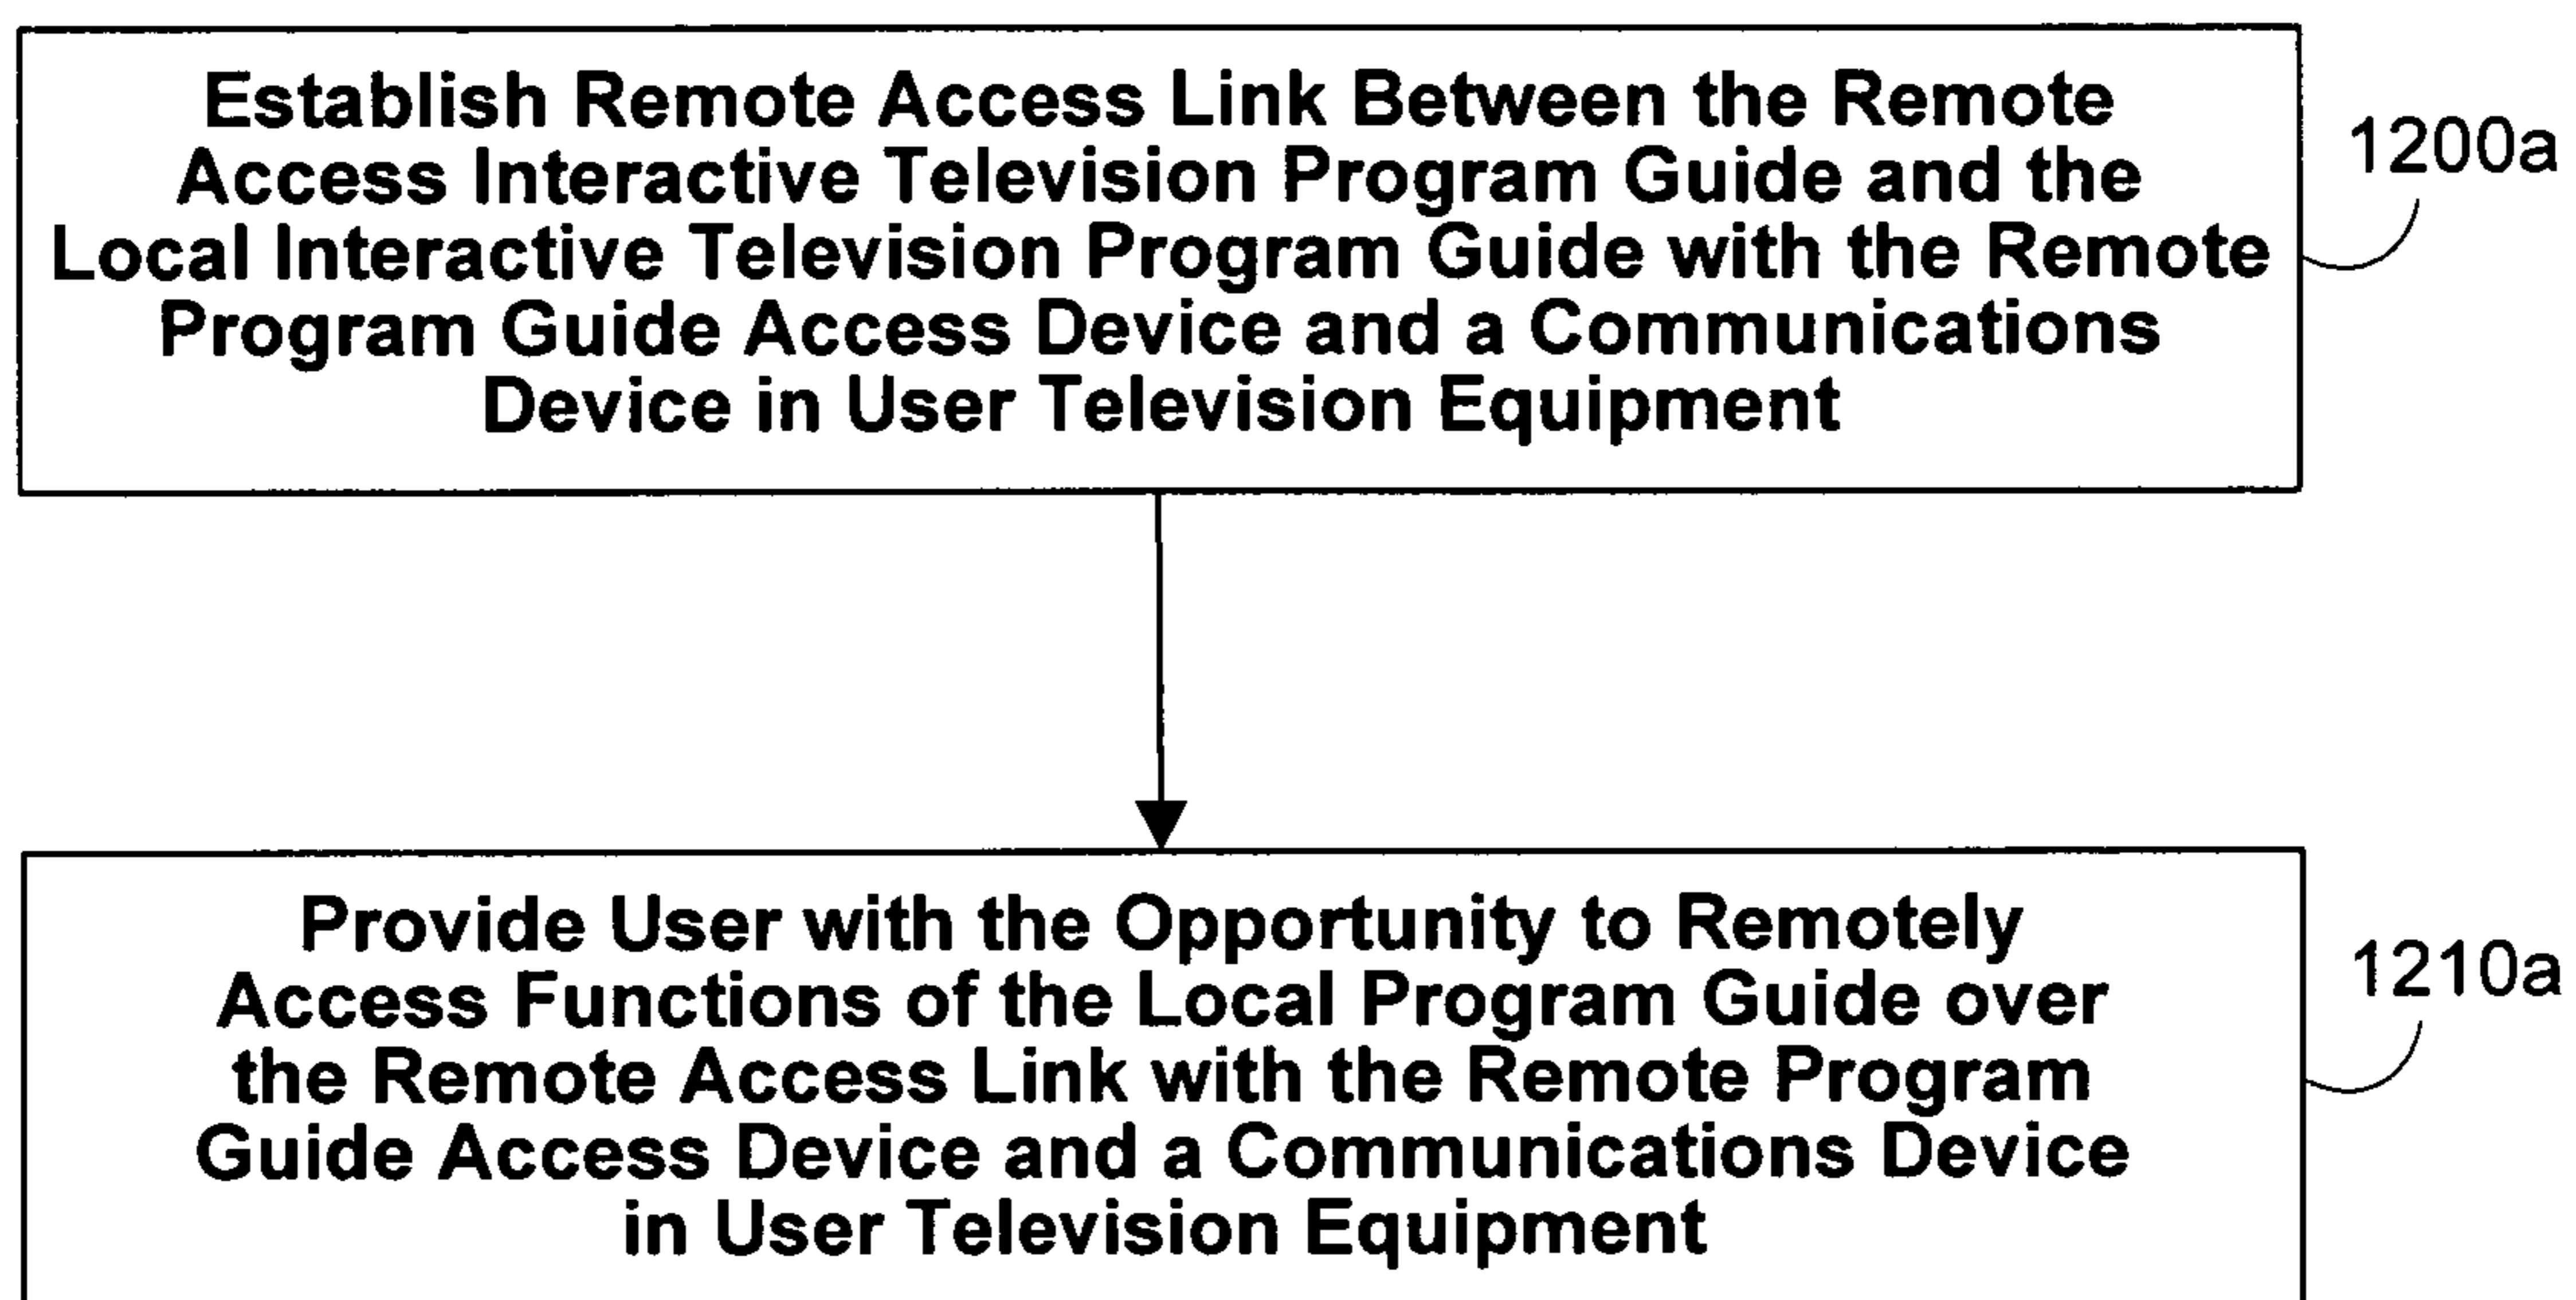 Establish Remote Access Link Between the Remote
Access Interactive Television Program Guide and the
Local Interactive Television Program Guide with the Remote
Program Guide Access Device and a Communications
Device in User Television Equipment
1200a
Provide User with the Opportunity to Remotely
Access Functions of the Local Program Guide over
the Remote Access Link with the Remote Program
Guide Access Device and a Communications Device
in User Television Equipment
1210a